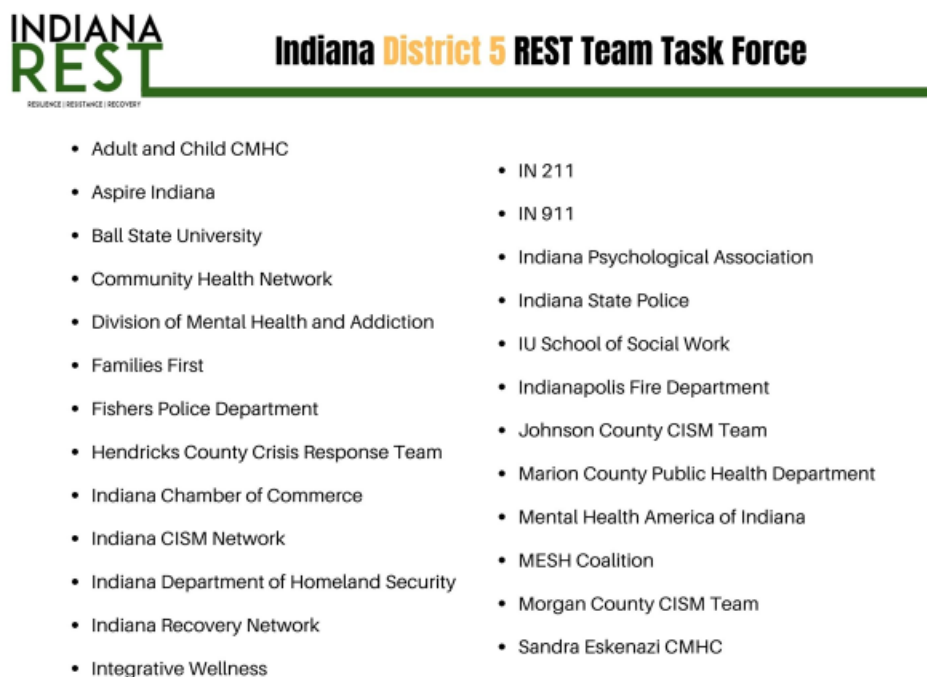 INDIANA
REST
RESILIENCE | RESISTANCE | RECOVERY
Indiana District 5 REST Team Task Force
• Adult and Child CMHC
• Aspire Indiana
• Ball State University
• Community Health Network
• Division of Mental Health and Addiction
• Families First
• Fishers Police Department
• Hendricks County Crisis Response Team
• Indiana Chamber of Commerce
• Indiana CISM Network
• Indiana Department of Homeland Security
• Indiana Recovery Network
• Integrative Wellness
• IN 211
• IN 911
• Indiana Psychological Association
• Indiana State Police
• IU School of Social Work
• Indianapolis Fire Department
• Johnson County CISM Team
• Marion County Public Health Department
• Mental Health America of Indiana
• MESH Coalition
• Morgan County CISM Team
• Sandra Eskenazi CMHC